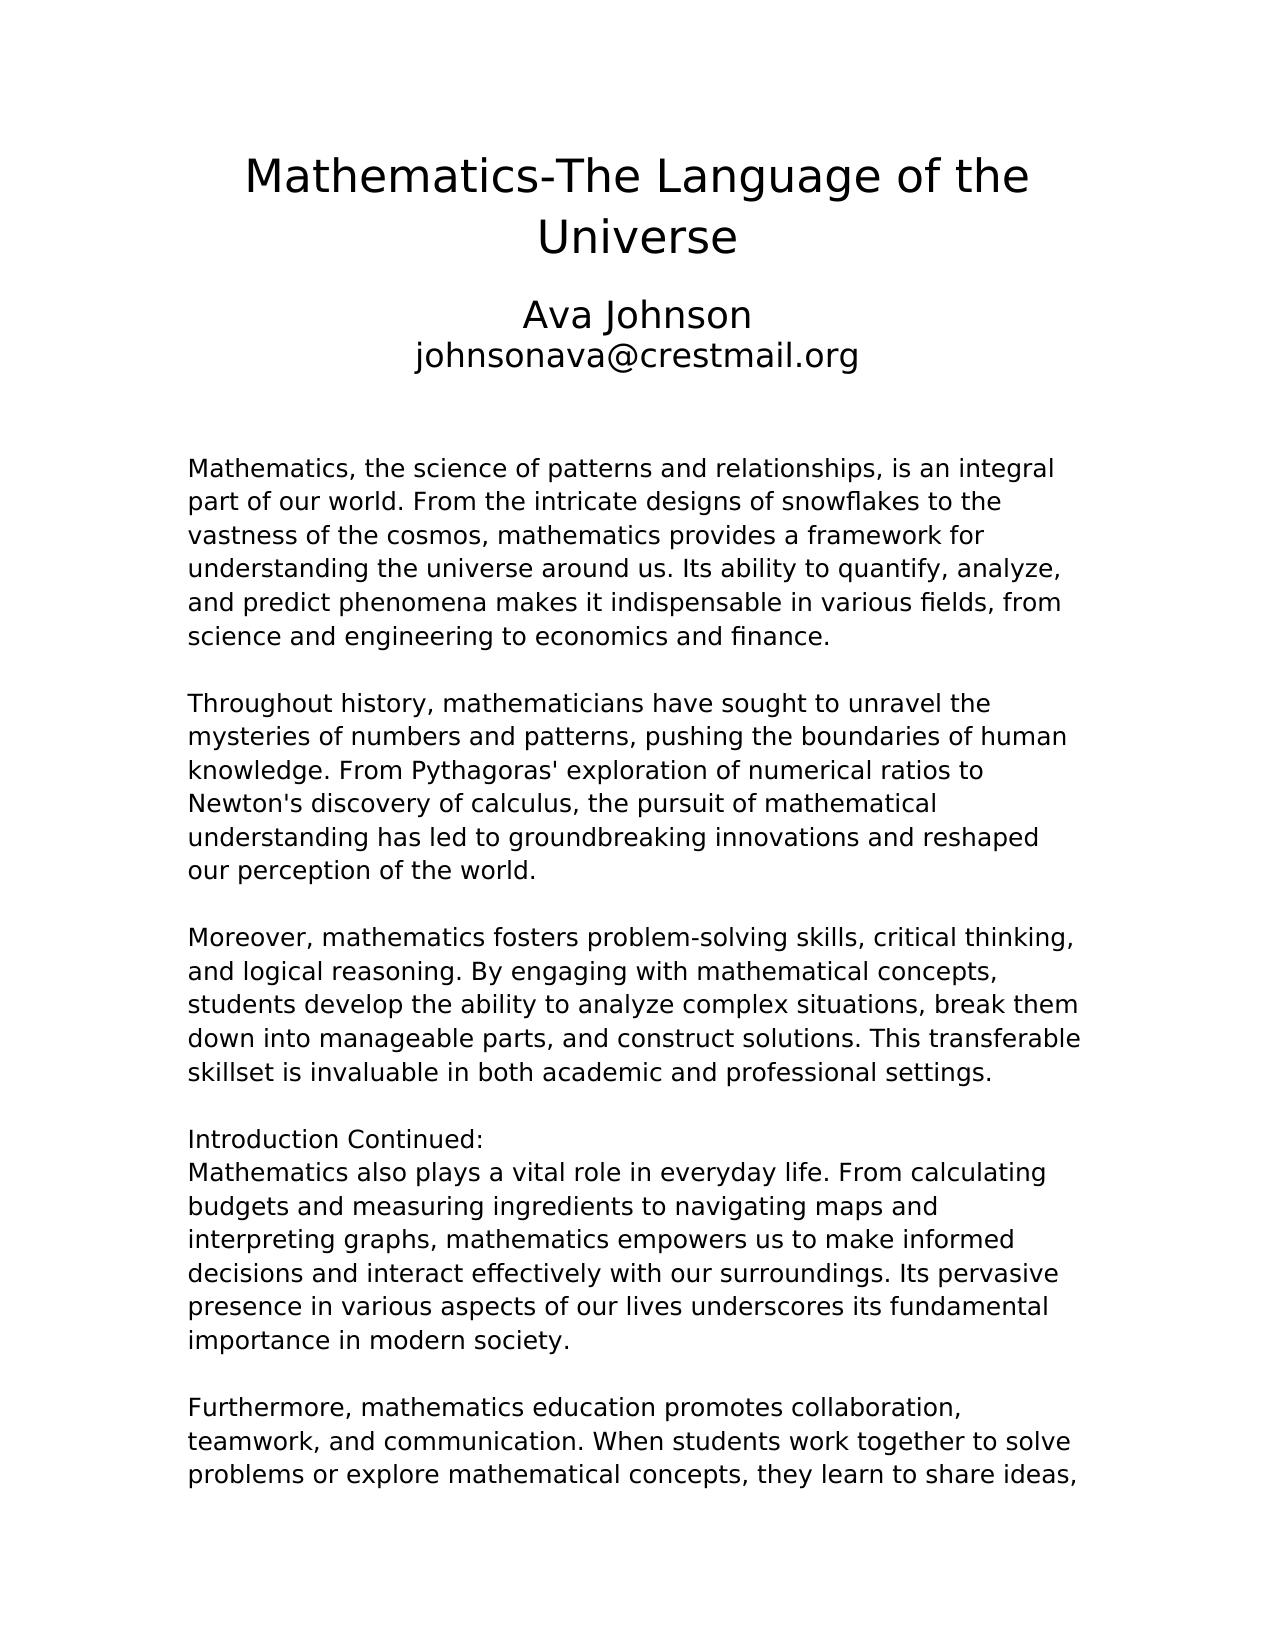 Mathematics-The Language of the
Universe
Ava Johnson
johnsonava@crestmail.org
Mathematics, the science of patterns and relationships, is an integral
part of our world. From the intricate designs of snowflakes to the
vastness of the cosmos, mathematics provides a framework for
understanding the universe around us. Its ability to quantify, analyze,
and predict phenomena makes it indispensable in various fields, from
science and engineering to economics and finance.
Throughout history, mathematicians have sought to unravel the
mysteries of numbers and patterns, pushing the boundaries of human
knowledge. From Pythagoras' exploration of numerical ratios to
Newton's discovery of calculus, the pursuit of mathematical
understanding has led to groundbreaking innovations and reshaped
our perception of the world.
Moreover, mathematics fosters problem-solving skills, critical thinking,
and logical reasoning. By engaging with mathematical concepts,
students develop the ability to analyze complex situations, break them
down into manageable parts, and construct solutions. This transferable
skillset is invaluable in both academic and professional settings.
Introduction Continued:
Mathematics also plays a vital role in everyday life. From calculating
budgets and measuring ingredients to navigating maps and
interpreting graphs, mathematics empowers us to make informed
decisions and interact effectively with our surroundings. Its pervasive
presence in various aspects of our lives underscores its fundamental
importance in modern society.
Furthermore, mathematics education promotes collaboration,
teamwork, and communication. When students work together to solve
problems or explore mathematical concepts, they learn to share ideas,